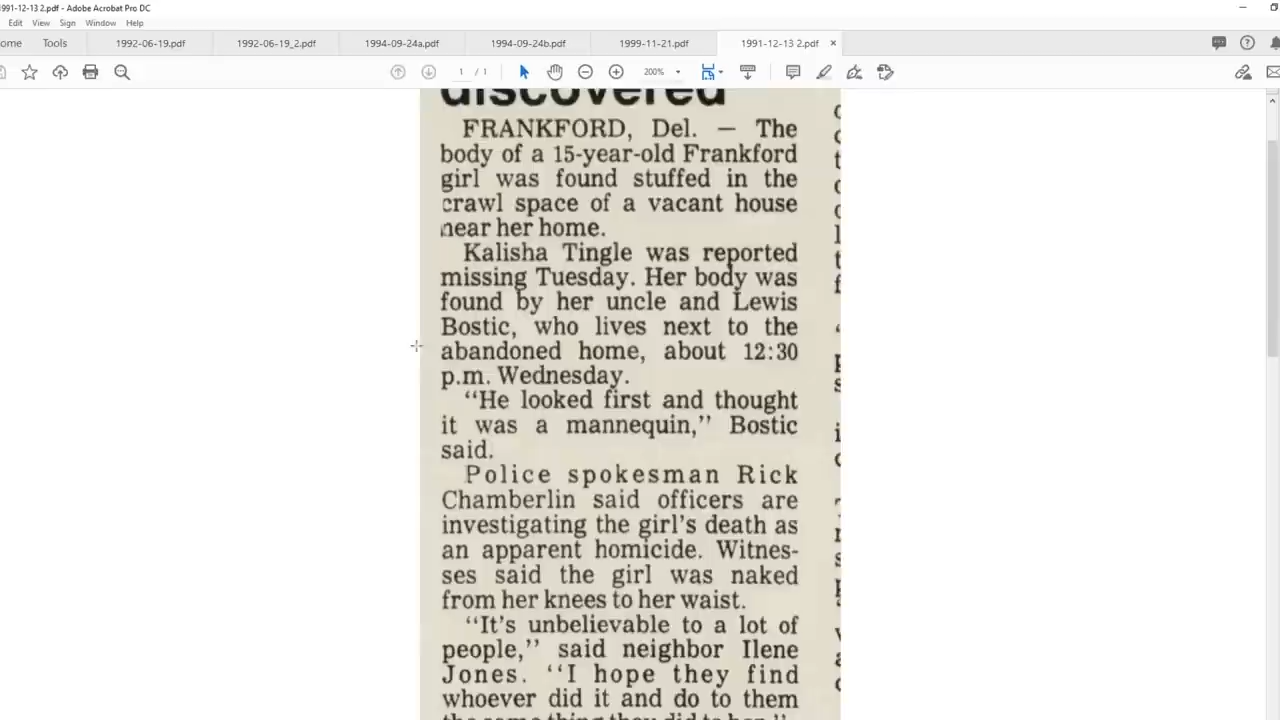 1991-12-13 2.pdf - Adobe Acrobat Pro DC
Edit View Sign Window Help
ome Tools 1992-06-19.pdf 1992-06-19_2.pdf 1994-09-24a.pdf 1994-09-24b.pdf 1999-11-21.pdf 1991-12-13 2.pdf ×
1 / 1 200%
discovered
FRANKFORD, Del. — The
body of a 15-year-old Frankford
girl was found stuffed in the
crawl space of a vacant house
near her home.
Kalisha Tingle was reported
missing Tuesday. Her body was
found by her uncle and Lewis
Bostic, who lives next to the
abandoned home, about 12:30
p.m. Wednesday.
“He looked first and thought
it was a mannequin,” Bostic
said.
Police spokesman Rick
Chamberlin said officers are
investigating the girl’s death as
an apparent homicide. Witnes-
ses said the girl was naked
from her knees to her waist.
“It’s unbelievable to a lot of
people,” said neighbor Ilene
Jones. “I hope they find
whoever did it and do to them
the same thing they did to her.”